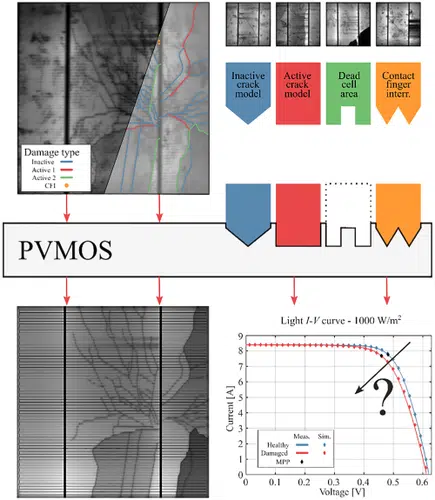 Inactive
crack
model
Active
crack
model
Dead
cell
area
Contact
finger
interr.
Damage type
Inactive
Active 1
Active 2
CFI
PVMOS
Light I-V curve - 1000 W/m²
Current [A]
9
8
7
6
5
4
3
2
1
0
?
Meas. Sim.
Healthy
Damaged
MPP
0 0.1 0.2 0.3 0.4 0.5 0.6
Voltage [V]